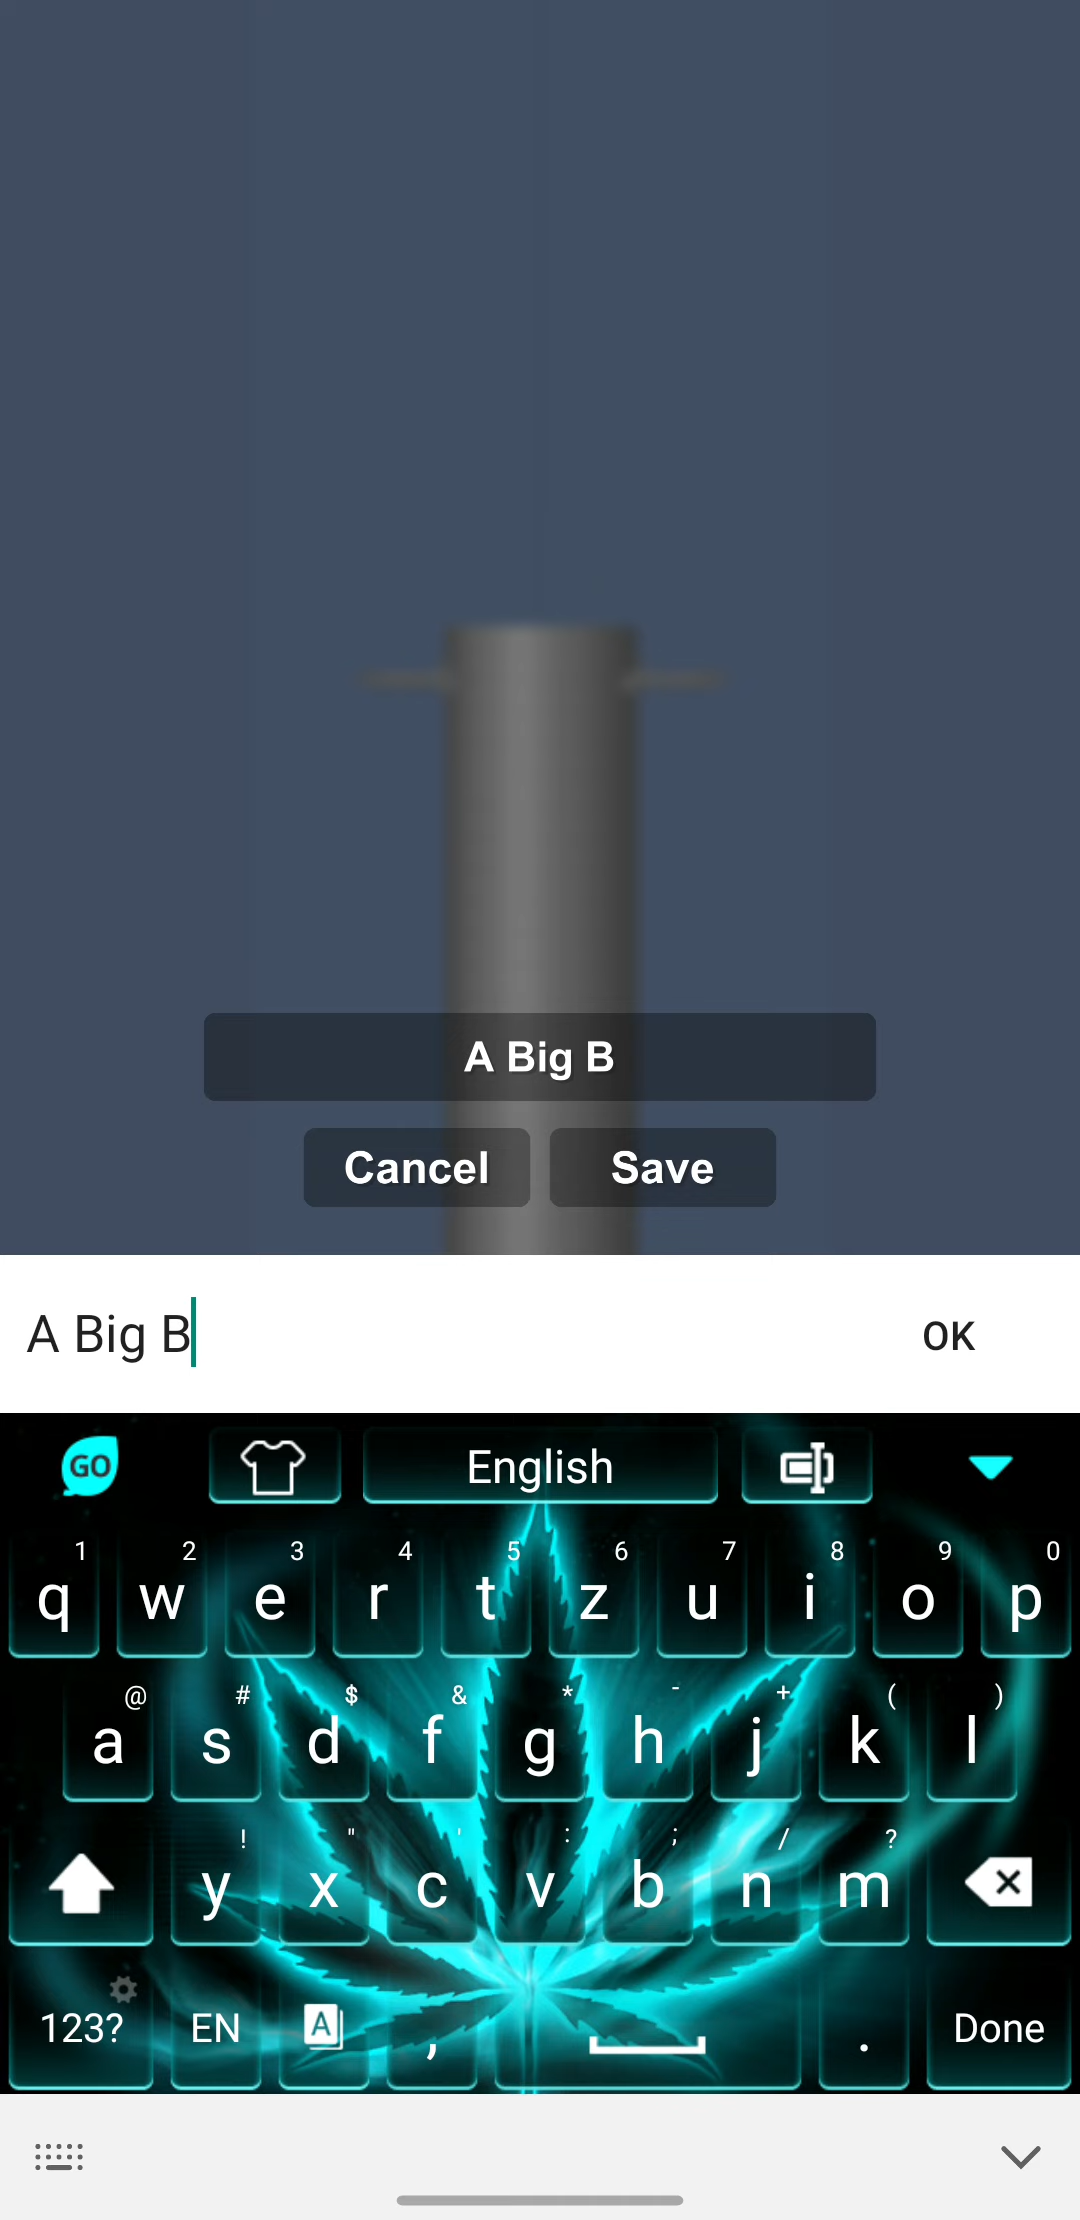 A Big B
Cancel Save
A Big B OK
GO English
1 2 3 4 5 6 7 8 9 0
q w e r t z u i o p
@ # $ & * - + ( )
a s d f g h j k l
! " ' : ; / ?
y x c v b n m
123? EN A , . Done